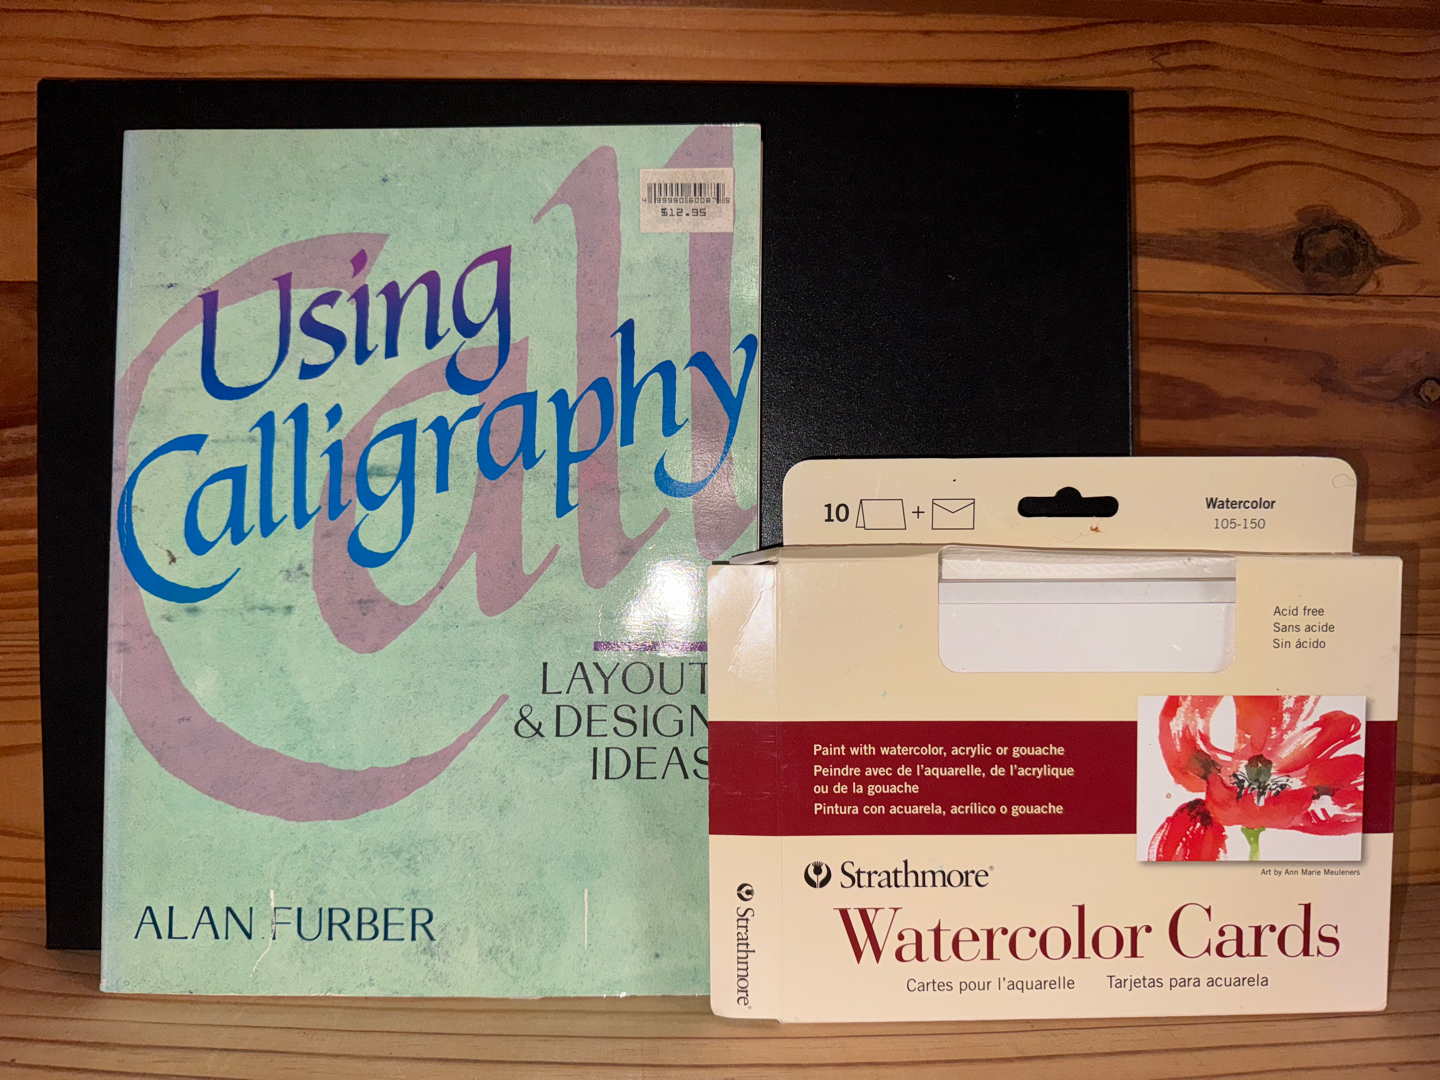 Using
Calligraphy
$12.95
LAYOUT
& DESIGN
IDEAS
ALAN FURBER
10 +
Watercolor
105-150
Acid free
Sans acide
Sin ácido
Paint with watercolor, acrylic or gouache
Peindre avec de l'aquarelle, de l'acrylique
ou de la gouache
Pintura con acuarela, acrílico o gouache
Art by Ann Marie Meuleners
Strathmore®
Watercolor Cards
Cartes pour l'aquarelle Tarjetas para acuarela
Strathmore®